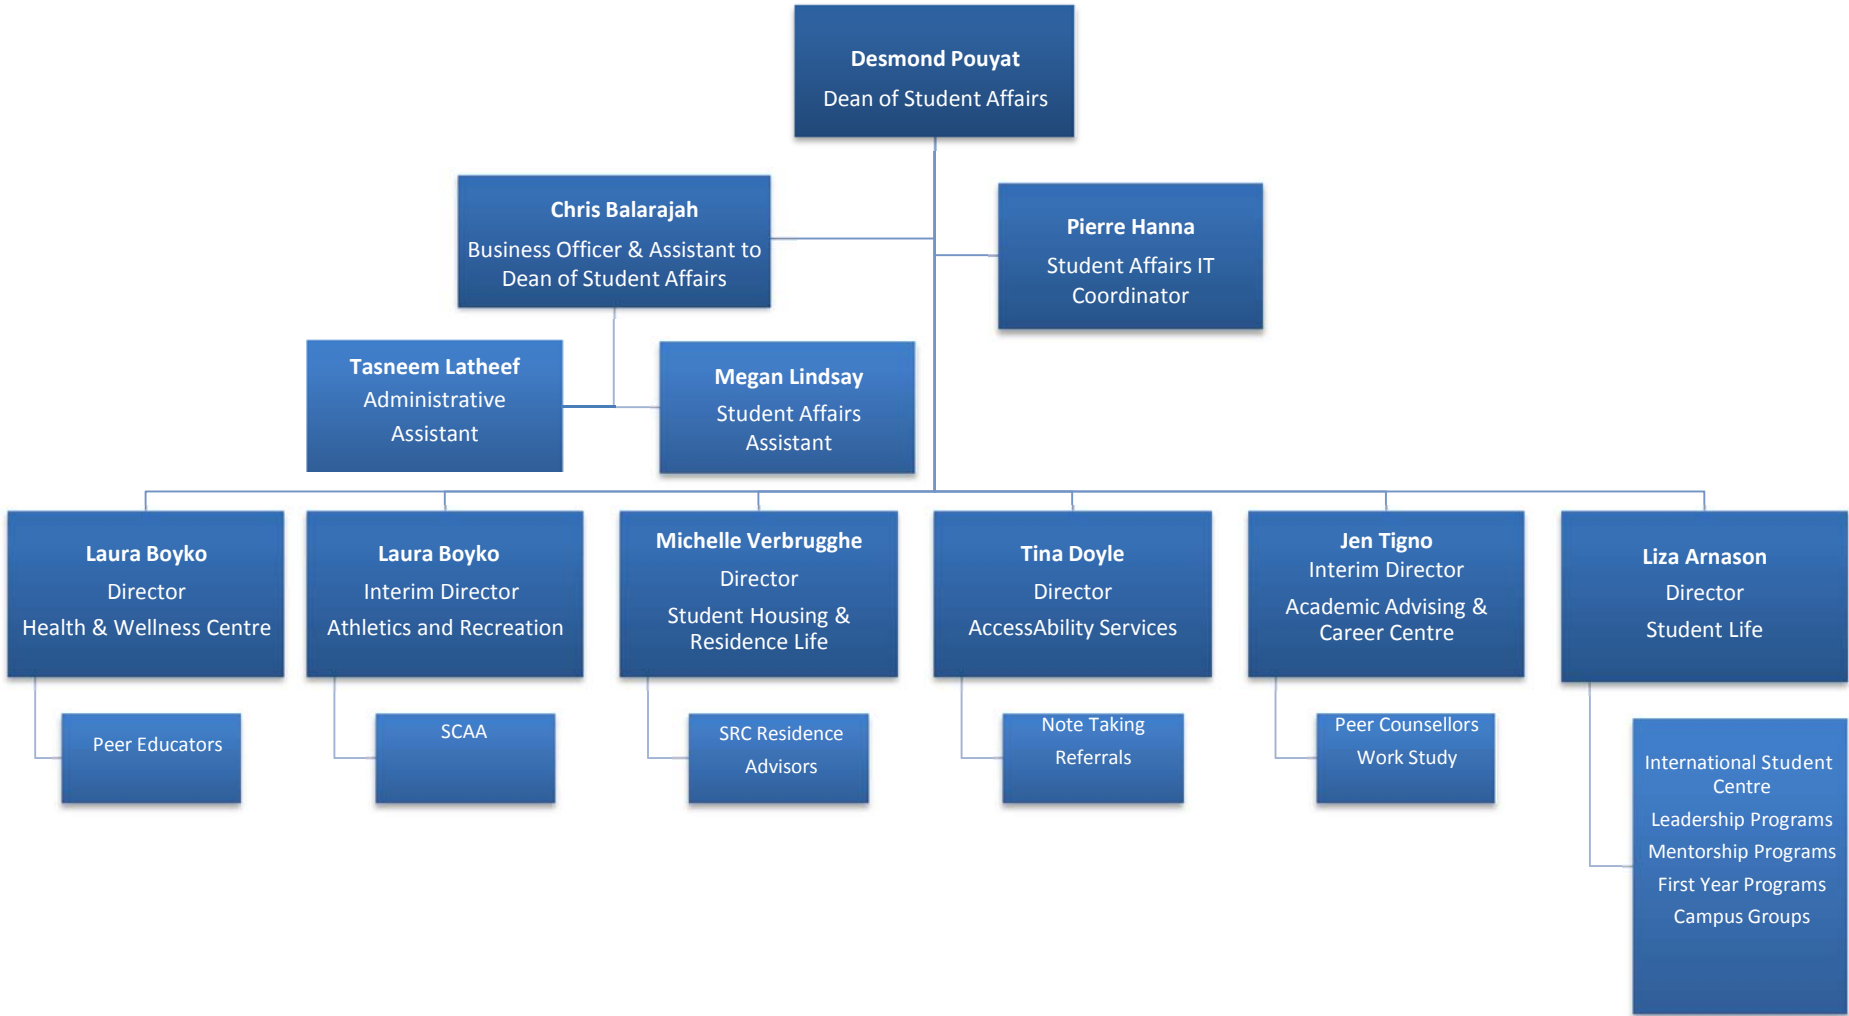 Desmond Pouyat
Dean of Student Affairs
Chris Balarajah
Business Officer & Assistant to
Dean of Student Affairs
Pierre Hanna
Student Affairs IT
Coordinator
Tasneem Latheef
Administrative
Assistant
Megan Lindsay
Student Affairs
Assistant
Laura Boyko
Director
Health & Wellness Centre
Laura Boyko
Interim Director
Athletics and Recreation
Michelle Verbrugghe
Director
Student Housing &
Residence Life
Tina Doyle
Director
AccessAbility Services
Jen Tigno
Interim Director
Academic Advising &
Career Centre
Liza Arnason
Director
Student Life
Peer Educators
SCAA
SRC Residence
Advisors
Note Taking
Referrals
Peer Counsellors
Work Study
International Student
Centre
Leadership Programs
Mentorship Programs
First Year Programs
Campus Groups